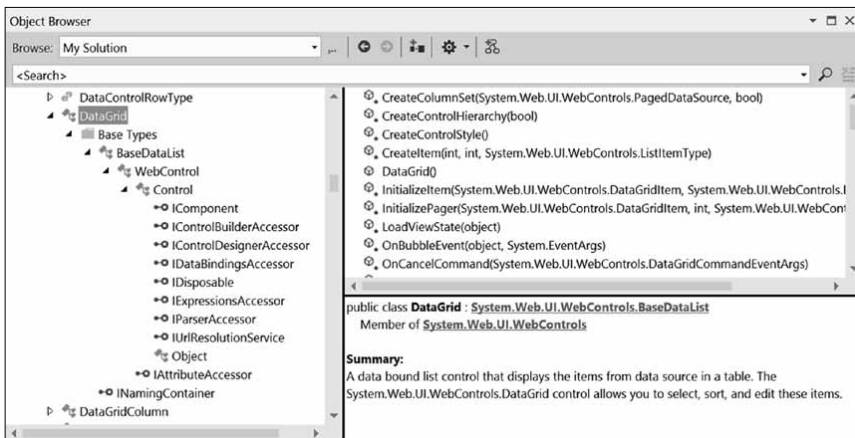 Object Browser
Browse: My Solution
...
<Search>
DataControlRowType
DataGrid
Base Types
BaseDataList
WebControl
Control
IComponent
IControlBuilderAccessor
IControlDesignerAccessor
IDataBindingsAccessor
IDisposable
IExpressionsAccessor
IParserAccessor
IUrlResolutionService
Object
IAttributeAccessor
INamingContainer
DataGridColumn
CreateColumnSet(System.Web.UI.WebControls.PagedDataSource, bool)
CreateControlHierarchy(bool)
CreateControlStyle()
CreateItem(int, int, System.Web.UI.WebControls.ListItemType)
DataGrid()
InitializeItem(System.Web.UI.WebControls.DataGridItem, System.Web.UI.WebControls.
InitializePager(System.Web.UI.WebControls.DataGridItem, int, System.Web.UI.WebCont
LoadViewState(object)
OnBubbleEvent(object, System.EventArgs)
OnCancelCommand(System.Web.UI.WebControls.DataGridCommandEventArgs)
public class DataGrid : System.Web.UI.WebControls.BaseDataList
Member of System.Web.UI.WebControls
Summary:
A data bound list control that displays the items from data source in a table. The
System.Web.UI.WebControls.DataGrid control allows you to select, sort, and edit these items.